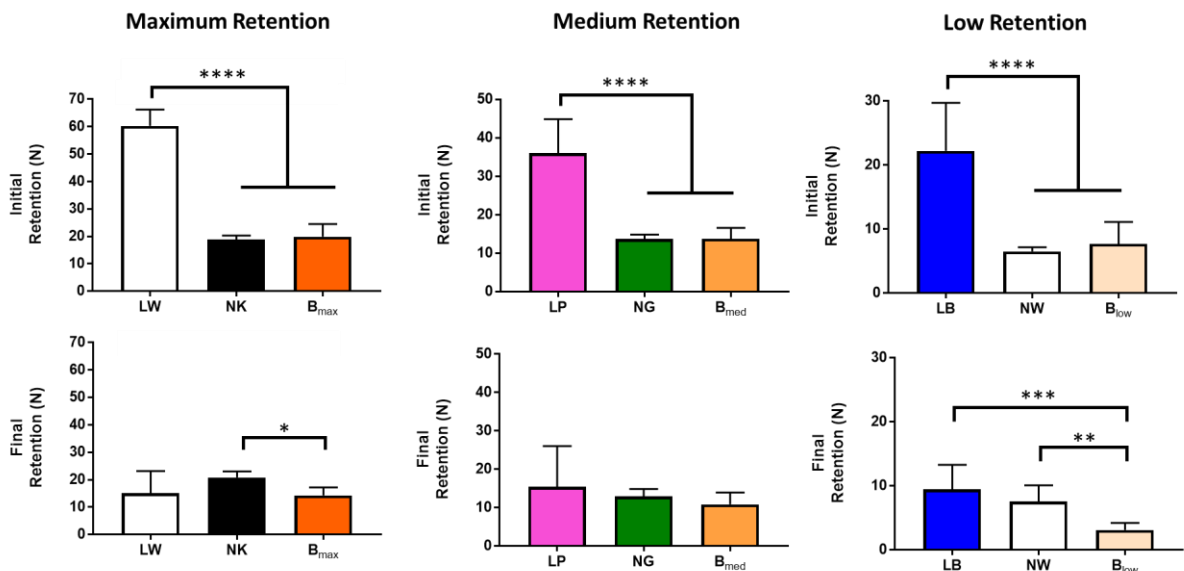 Maximum Retention
Medium Retention
Low Retention
****
Initial
Retention (N)
70
60
50
40
30
20
10
0
LW NK Bmax
****
Initial
Retention (N)
50
40
30
20
10
0
LP NG Bmed
****
Initial
Retention (N)
30
20
10
0
LB NW Blow
*
Final
Retention (N)
70
60
50
40
30
20
10
0
LW NK Bmax
Final
Retention (N)
50
40
30
20
10
0
LP NG Bmed
***
**
Final
Retention (N)
30
20
10
0
LB NW Blow